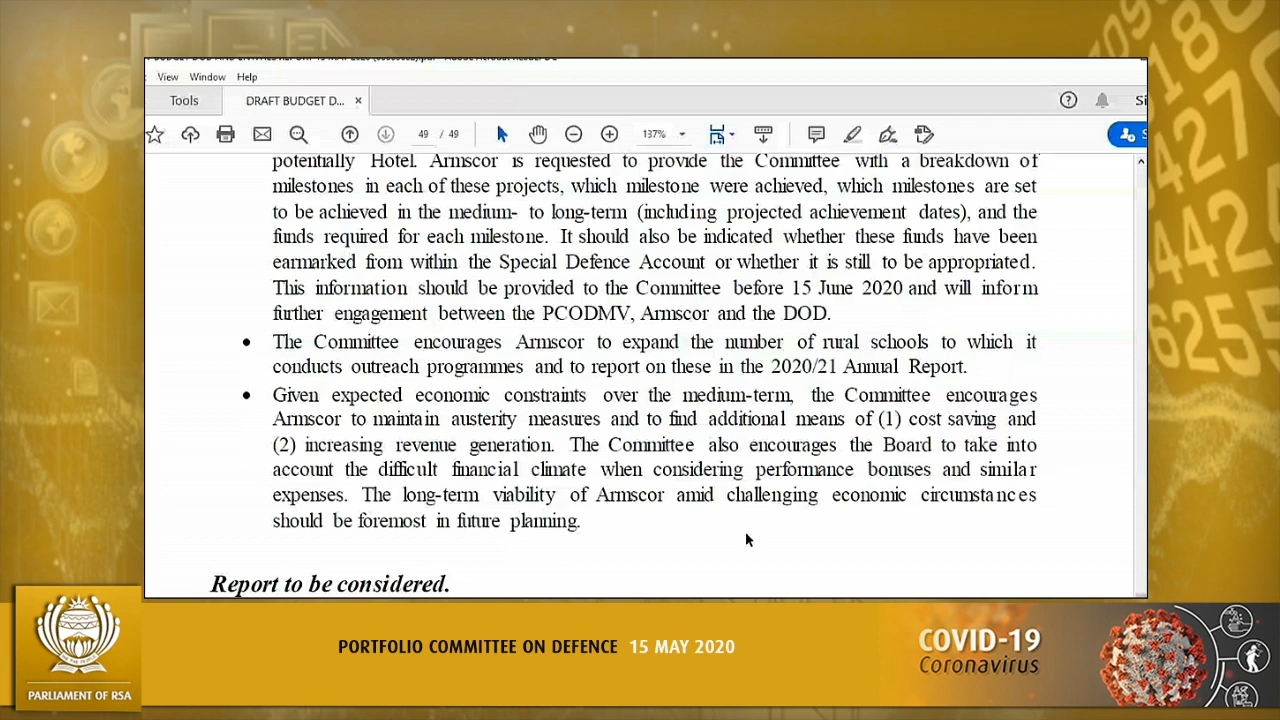 View Window Help
Tools DRAFT BUDGET D... ×
49 / 49 137%
potentially Hotel. Armscor is requested to provide the Committee with a breakdown of
milestones in each of these projects, which milestone were achieved, which milestones are set
to be achieved in the medium- to long-term (including projected achievement dates), and the
funds required for each milestone. It should also be indicated whether these funds have been
earmarked from within the Special Defence Account or whether it is still to be appropriated.
This information should be provided to the Committee before 15 June 2020 and will inform
further engagement between the PCODMV, Armscor and the DOD.
• The Committee encourages Armscor to expand the number of rural schools to which it
conducts outreach programmes and to report on these in the 2020/21 Annual Report.
• Given expected economic constraints over the medium-term, the Committee encourages
Armscor to maintain austerity measures and to find additional means of (1) cost saving and
(2) increasing revenue generation. The Committee also encourages the Board to take into
account the difficult financial climate when considering performance bonuses and similar
expenses. The long-term viability of Armscor amid challenging economic circumstances
should be foremost in future planning.
Report to be considered.
PORTFOLIO COMMITTEE ON DEFENCE 15 MAY 2020
COVID-19
Coronavirus
PARLIAMENT OF RSA